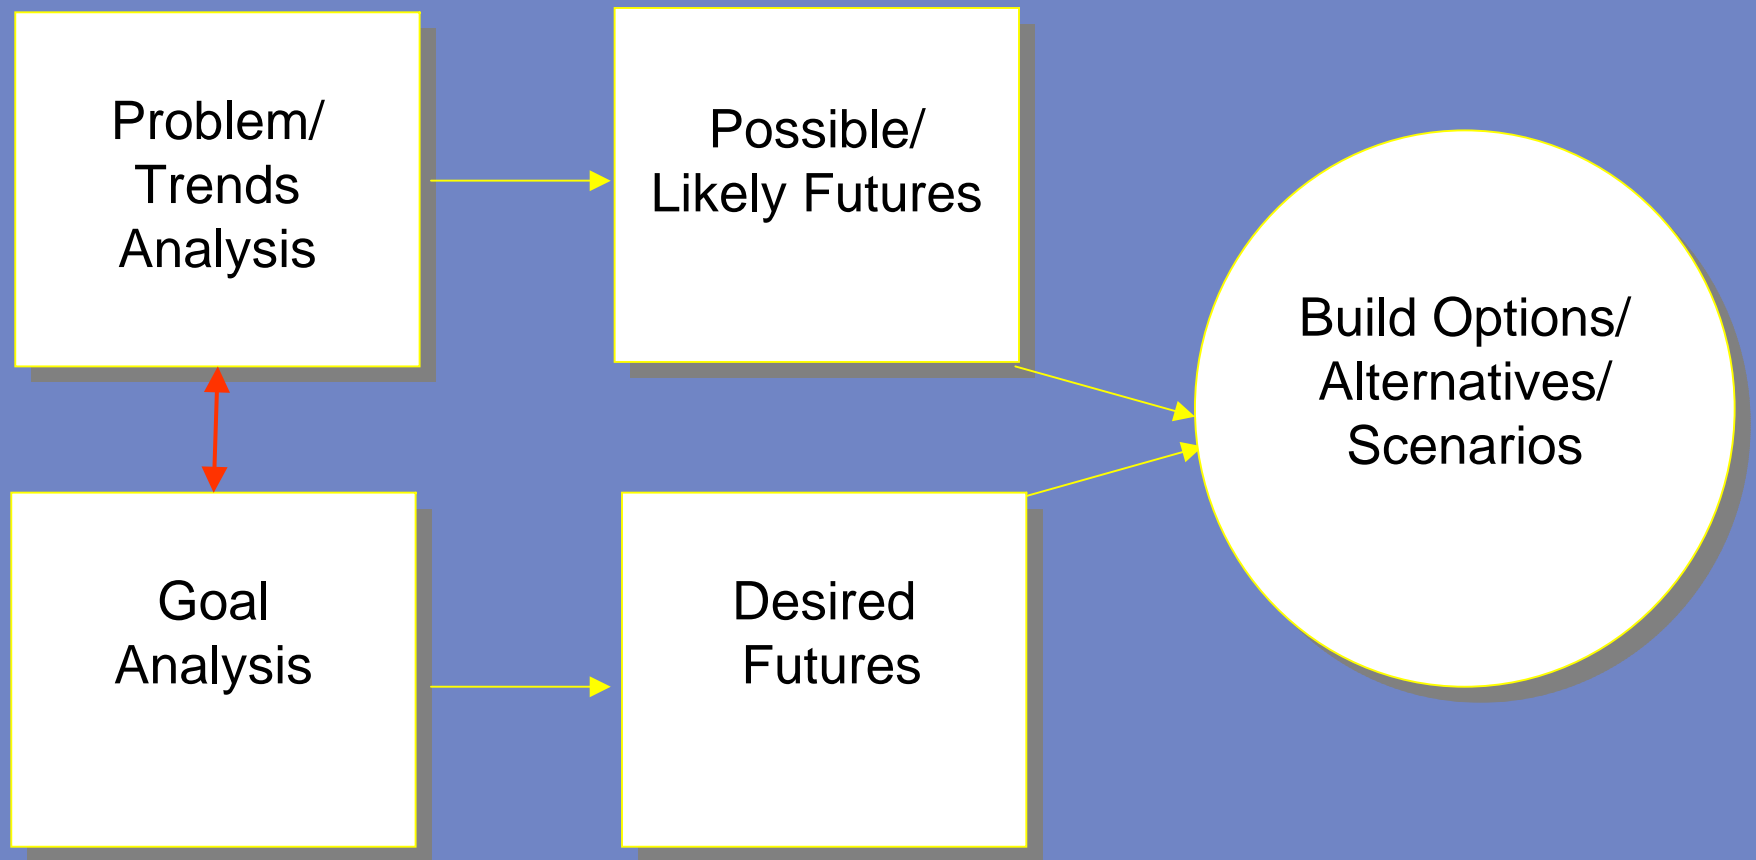 Problem/
Trends
Analysis
Possible/
Likely Futures
Build Options/
Alternatives/
Scenarios
Goal
Analysis
Desired
Futures